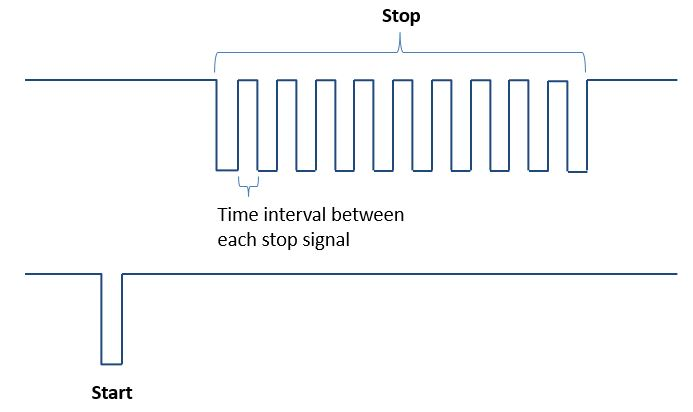 Stop
Time interval between
each stop signal
Start